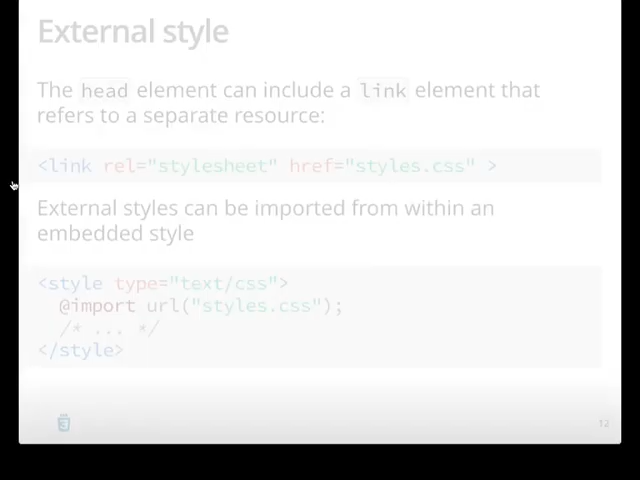 External style
The head element can include a link element that
refers to a separate resource:
<link rel="stylesheet" href="styles.css" >
External styles can be imported from within an
embedded style
<style type="text/css">
@import url("styles.css");
/* ... */
</style>
3
12